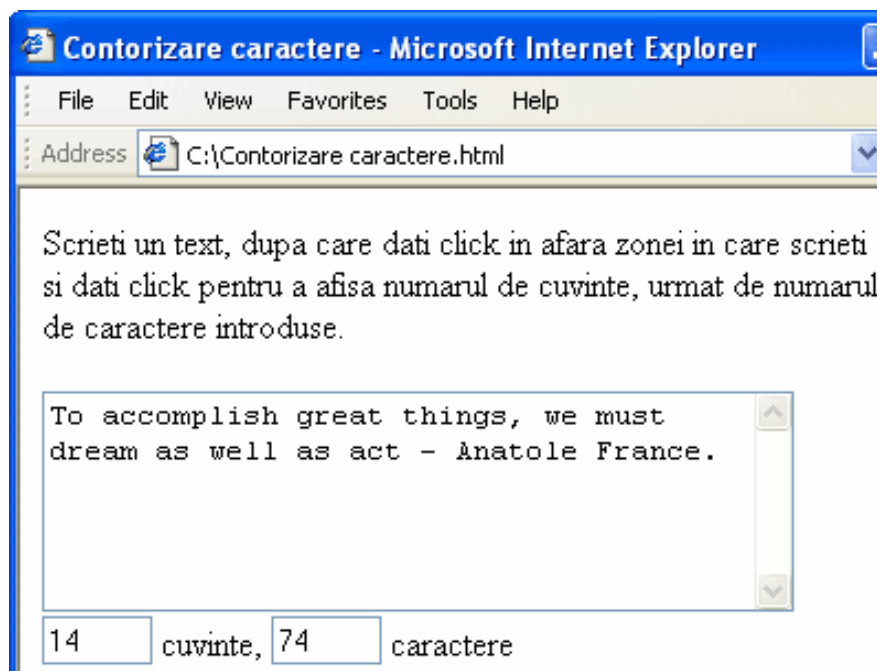 Contorizare caractere - Microsoft Internet Explorer
File Edit View Favorites Tools Help
Address C:\Contorizare caractere.html
Scrieti un text, dupa care dati click in afara zonei in care scrieti
si dati click pentru a afisa numarul de cuvinte, urmat de numarul
de caractere introduse.
To accomplish great things, we must
dream as well as act - Anatole France.
14 cuvinte, 74 caractere